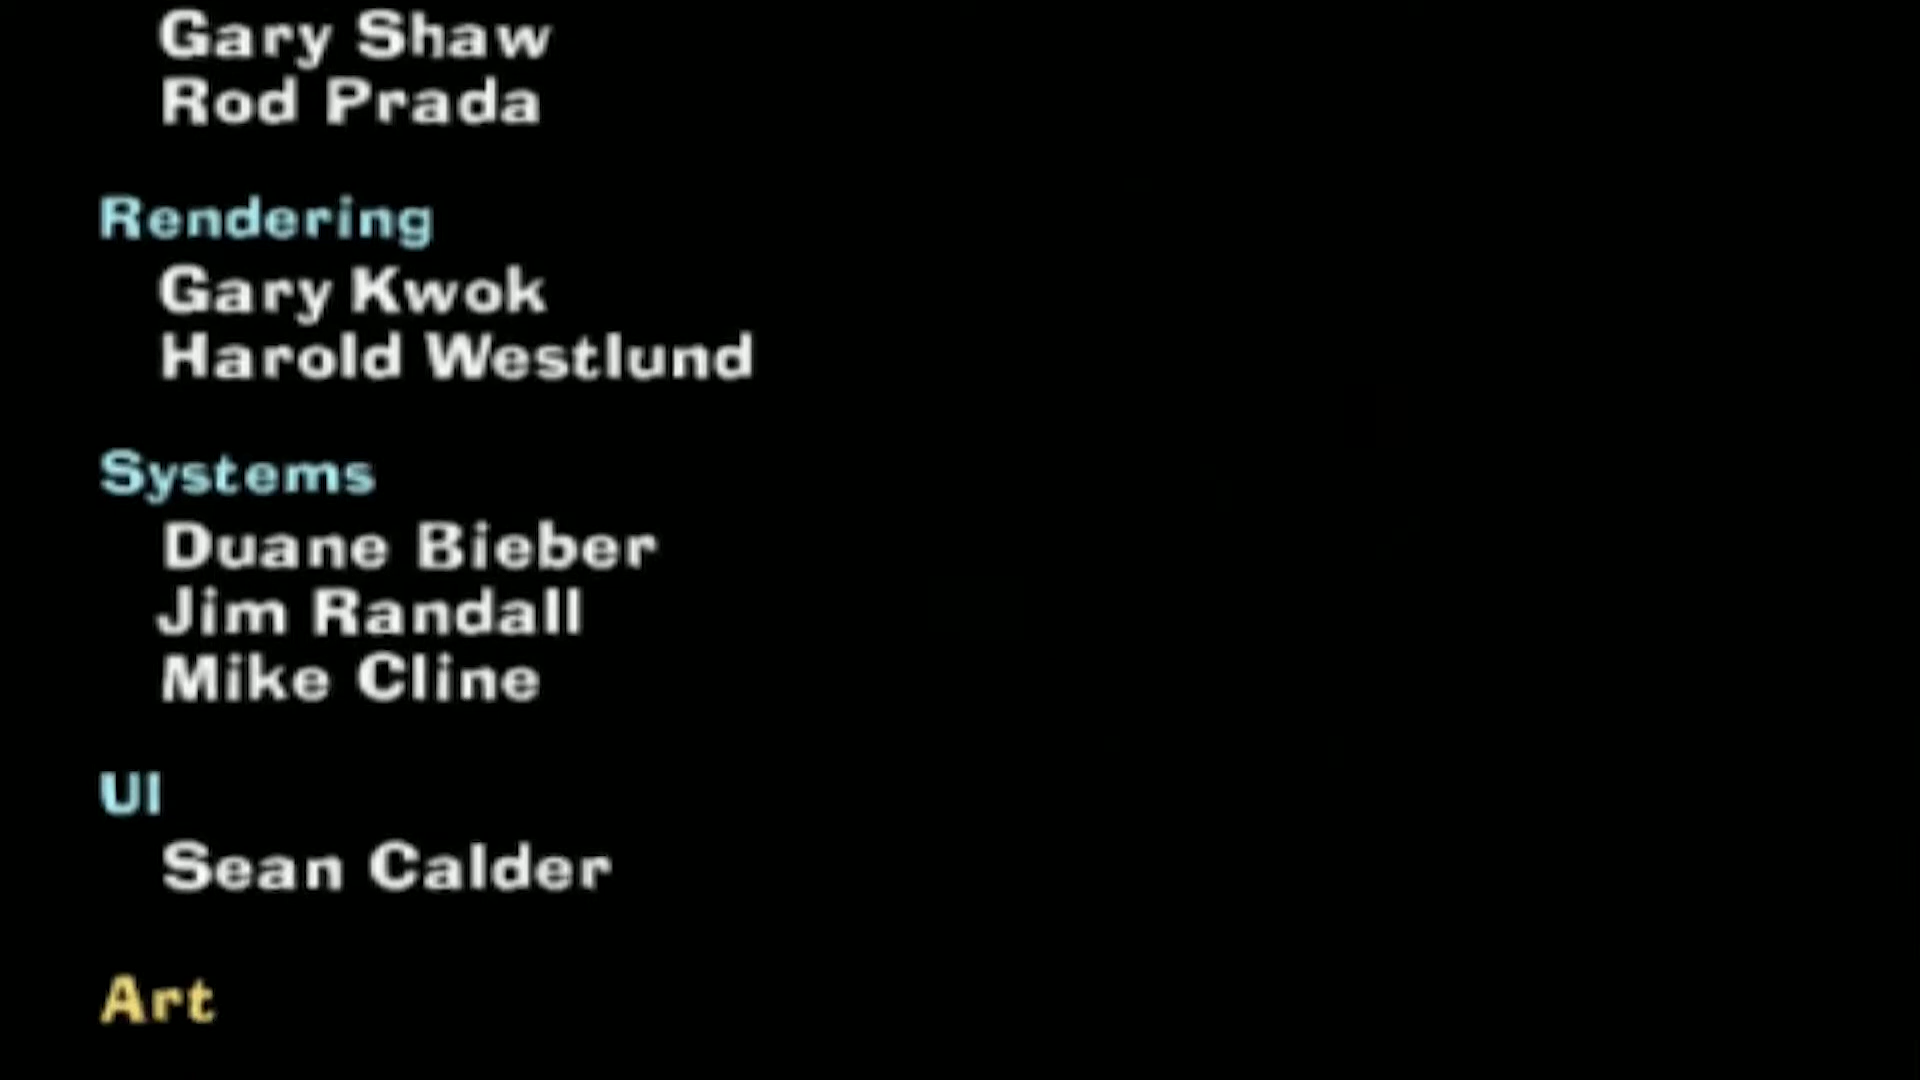 Gary Shaw
Rod Prada
Rendering
Gary Kwok
Harold Westlund
Systems
Duane Bieber
Jim Randall
Mike Cline
UI
Sean Calder
Art